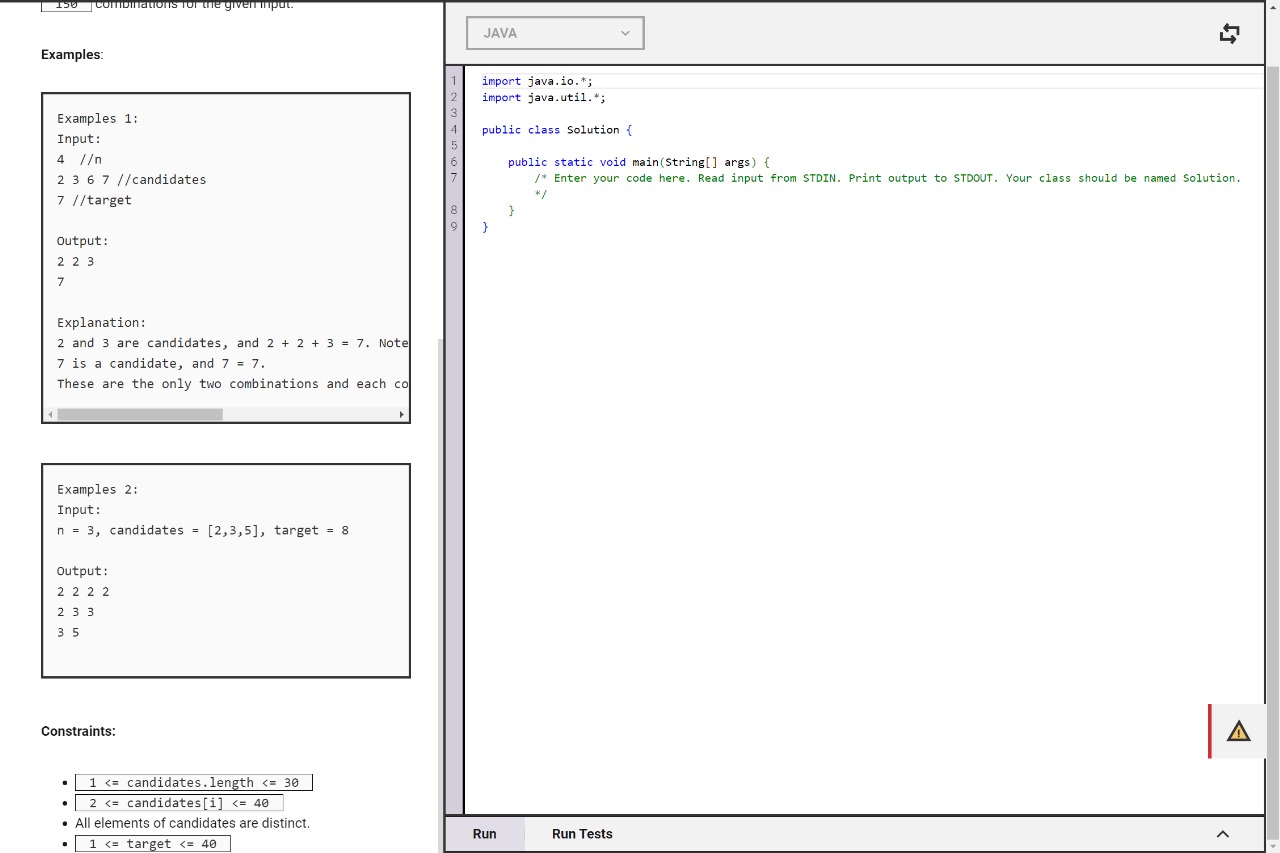 150 combinations for the given input.
Examples:
Examples 1:
Input:
4  //n
2 3 6 7 //candidates
7 //target
Output:
2 2 3
7
Explanation:
2 and 3 are candidates, and 2 + 2 + 3 = 7. Note
7 is a candidate, and 7 = 7.
These are the only two combinations and each co
Examples 2:
Input:
n = 3, candidates = [2,3,5], target = 8
Output:
2 2 2 2
2 3 3
3 5
Constraints:
1 <= candidates.length <= 30
2 <= candidates[i] <= 40
All elements of candidates are distinct.
1 <= target <= 40
JAVA
1 import java.io.*;
2 import java.util.*;
3
4 public class Solution {
5
6     public static void main(String[] args) {
7         /* Enter your code here. Read input from STDIN. Print output to STDOUT. Your class should be named Solution.
*/
8     }
9 }
Run
Run Tests